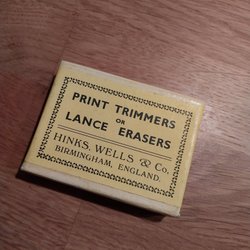 PRINT TRIMMERS
OR
LANCE ERASERS
HINKS, WELLS & Co.
BIRMINGHAM, ENGLAND.